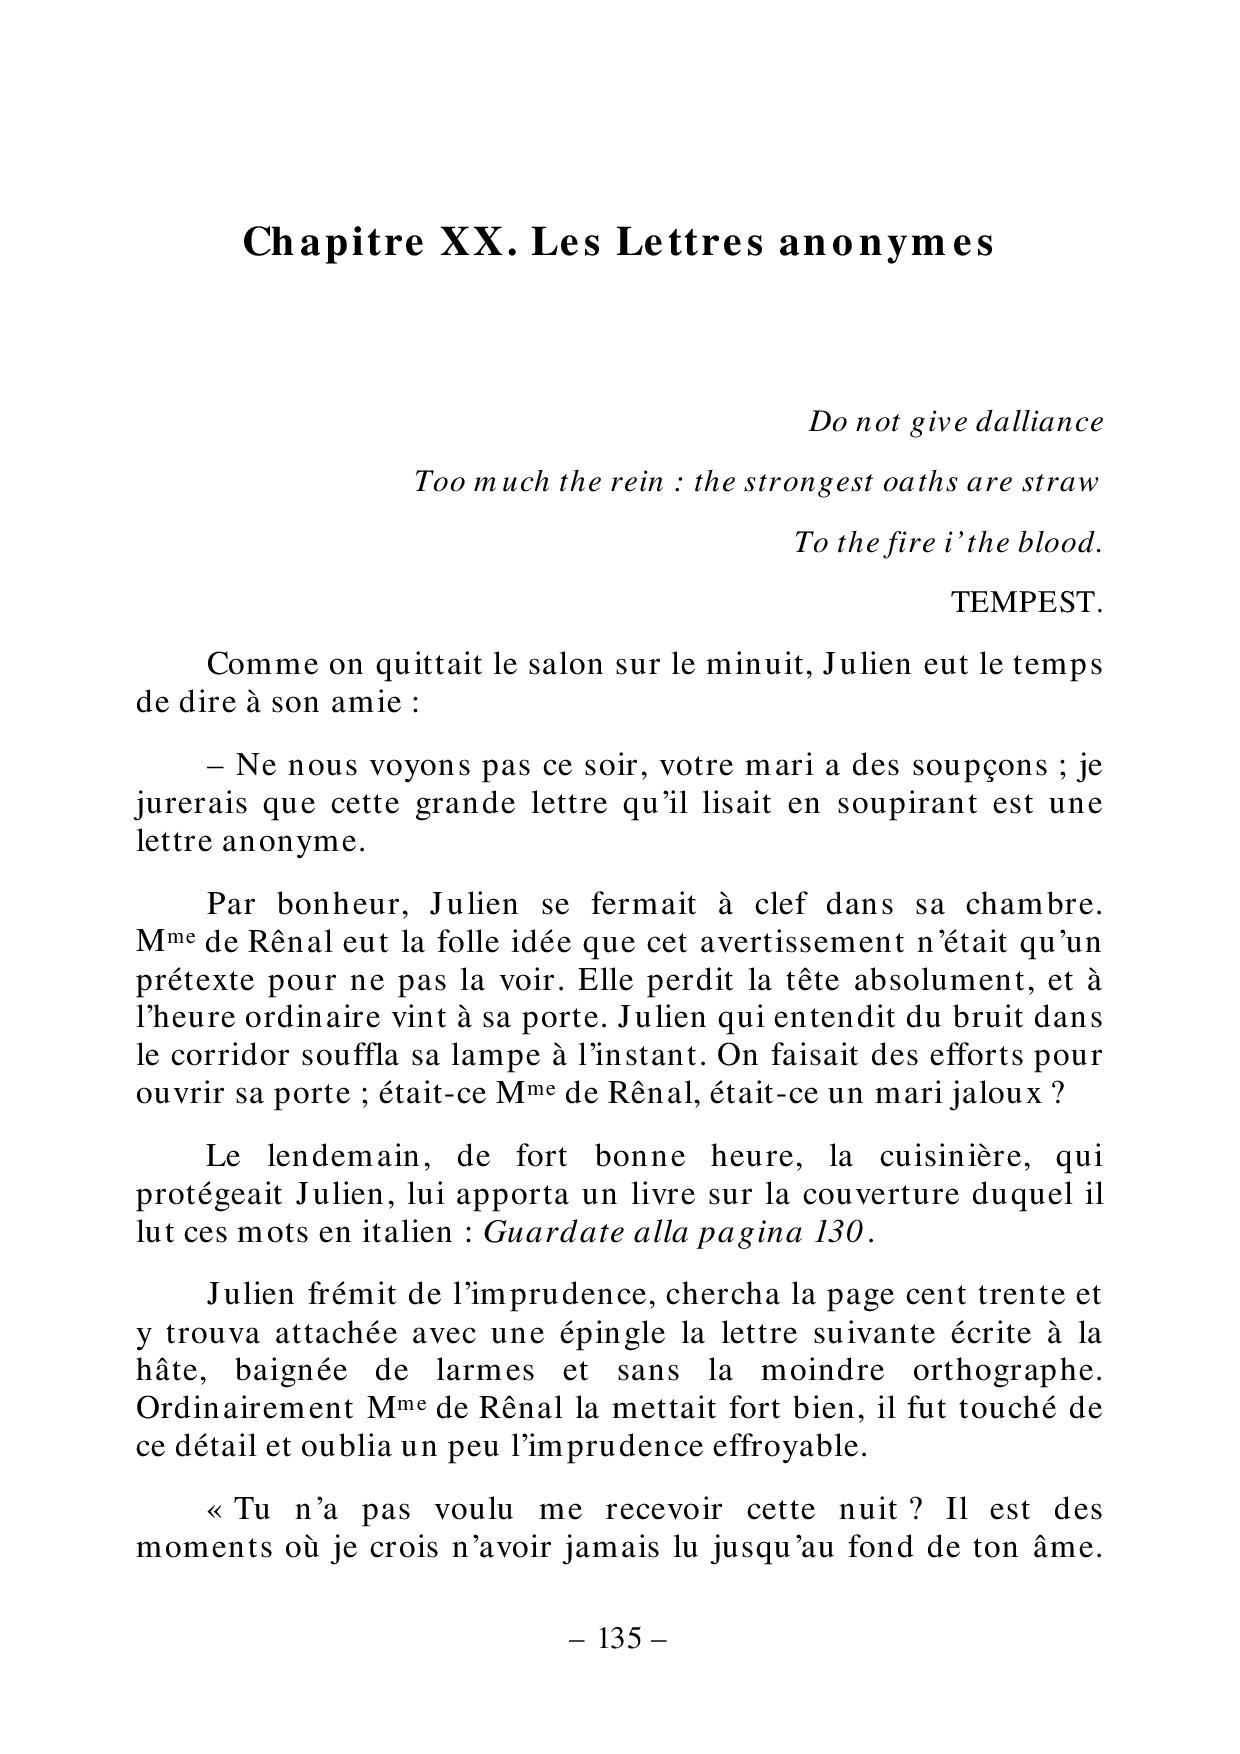 Chapitre XX. Les Lettres anonymes
Do not give dalliance
Too much the rein : the strongest oaths are straw
To the fire i’the blood.
TEMPEST.
Comme on quittait le salon sur le minuit, Julien eut le temps
de dire à son amie :
– Ne nous voyons pas ce soir, votre mari a des soupçons ; je
jurerais que cette grande lettre qu’il lisait en soupirant est une
lettre anonyme.
Par bonheur, Julien se fermait à clef dans sa chambre.
Mme de Rênal eut la folle idée que cet avertissement n’était qu’un
prétexte pour ne pas la voir. Elle perdit la tête absolument, et à
l’heure ordinaire vint à sa porte. Julien qui entendit du bruit dans
le corridor souffla sa lampe à l’instant. On faisait des efforts pour
ouvrir sa porte ; était-ce Mme de Rênal, était-ce un mari jaloux ?
Le lendemain, de fort bonne heure, la cuisinière, qui
protégeait Julien, lui apporta un livre sur la couverture duquel il
lut ces mots en italien : Guardate alla pagina 130.
Julien frémit de l’imprudence, chercha la page cent trente et
y trouva attachée avec une épingle la lettre suivante écrite à la
hâte, baignée de larmes et sans la moindre orthographe.
Ordinairement Mme de Rênal la mettait fort bien, il fut touché de
ce détail et oublia un peu l’imprudence effroyable.
« Tu n’a pas voulu me recevoir cette nuit ? Il est des
moments où je crois n’avoir jamais lu jusqu’au fond de ton âme.
– 135 –